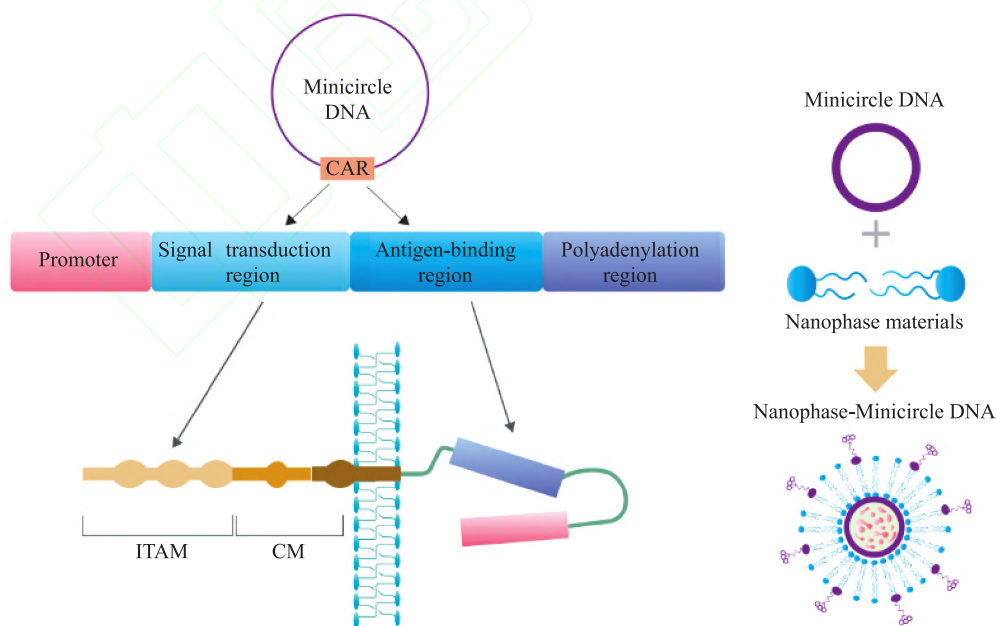 Minicircle
DNA
CAR
Promoter
Signal transduction
region
Antigen-binding
region
Polyadenylation
region
ITAM
CM
Minicircle DNA
+
Nanophase materials
Nanophase-Minicircle DNA